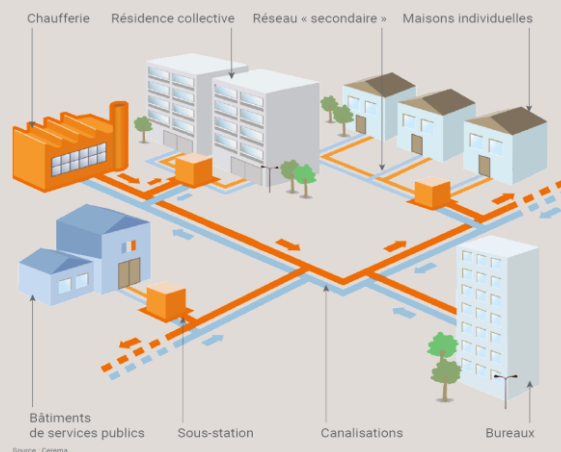 Chaufferie
Résidence collective
Réseau « secondaire »
Maisons individuelles
Bâtiments
de services publics
Sous-station
Canalisations
Bureaux
Source : Cerema